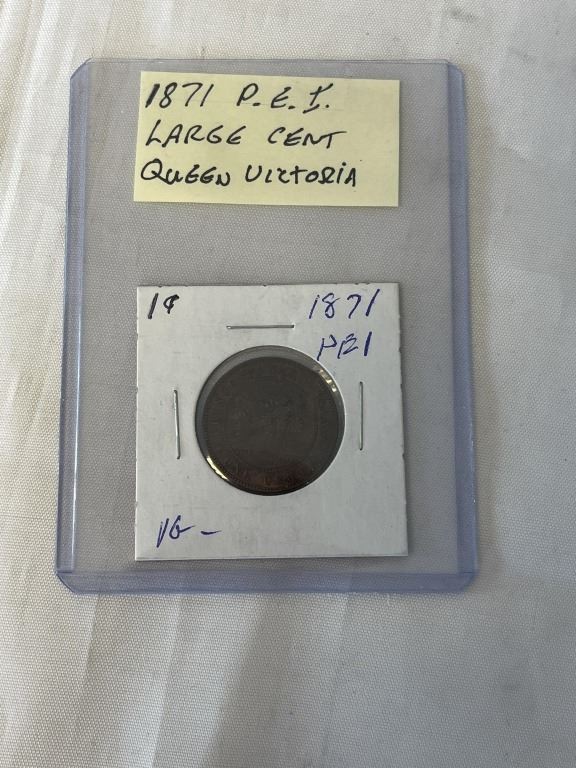 1871 P.E.I.
LARGE CENT
QUEEN VICTORIA
1¢ 1871
PEI
VG-